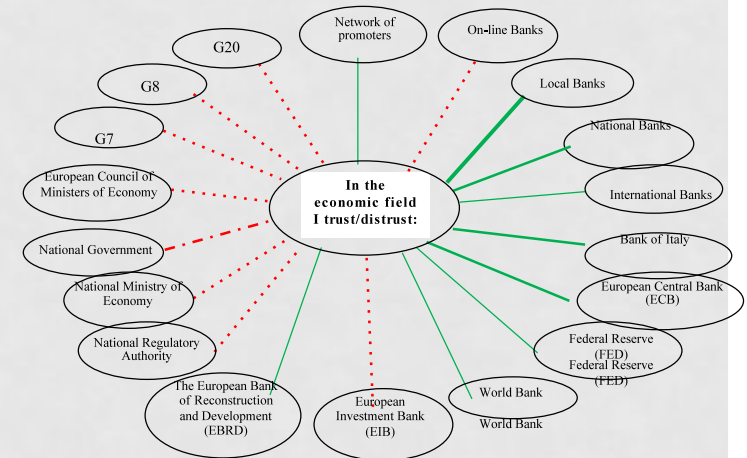 Network of
promoters
On-line Banks
G20
Local Banks
G8
National Banks
G7
European Council of
Ministers of Economy
In the
economic field
I trust/distrust:
International Banks
National Government
Bank of Italy
National Ministry of
Economy
European Central Bank
(ECB)
National Regulatory
Authority
Federal Reserve
(FED)
Federal Reserve
(FED)
The European Bank
of Reconstruction
and Development
(EBRD)
European
Investment Bank
(EIB)
World Bank
World Bank